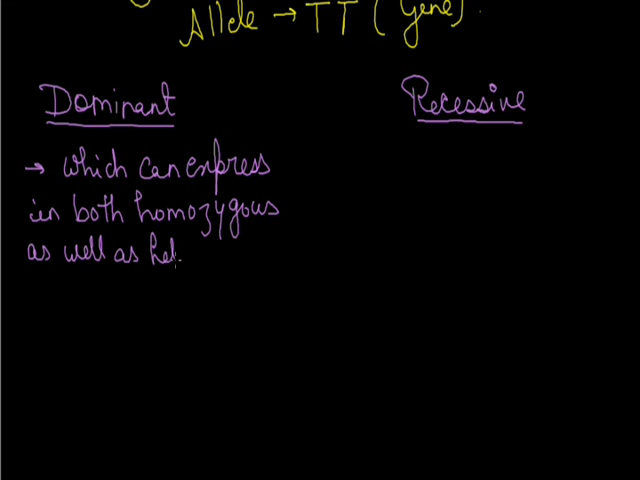 Allele → TT ( Gene ) .
Dominant
Recessive
→ which can express
in both homozygous
as well as het